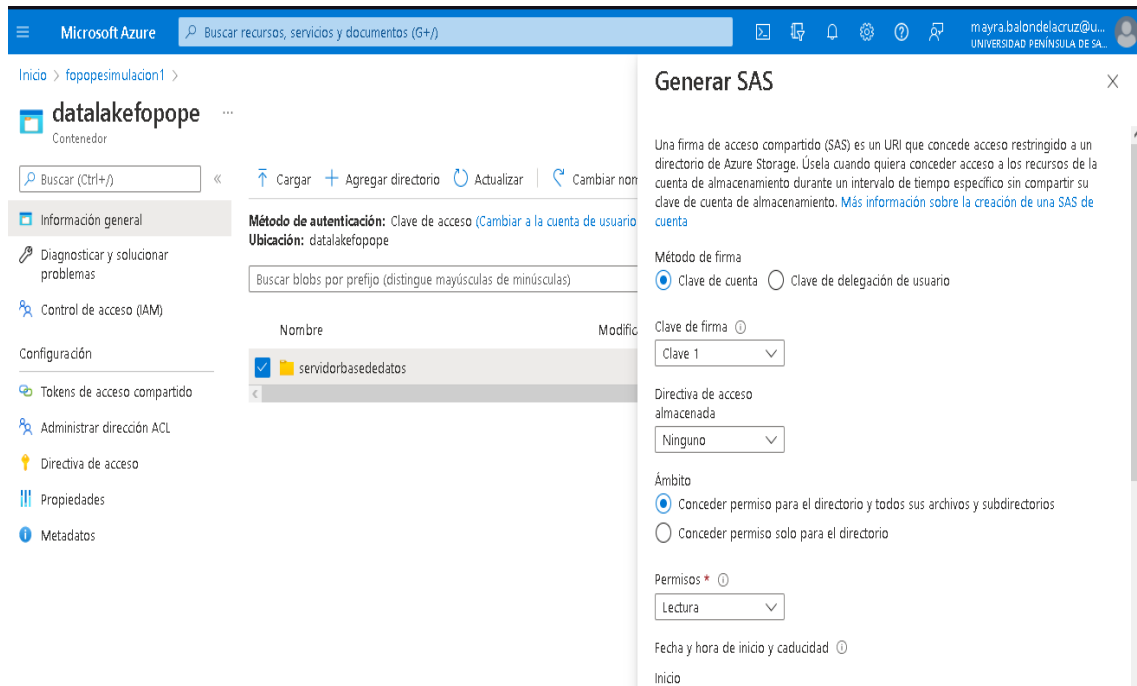 Microsoft Azure
Buscar recursos, servicios y documentos (G+/)
mayra.balondelacruz@u...
UNIVERSIDAD PENÍNSULA DE SA...
Inicio > fopopesimulacion1 >
datalakefopope ...
Contenedor
Buscar (Ctrl+/)
Información general
Diagnosticar y solucionar
problemas
Control de acceso (IAM)
Configuración
Tokens de acceso compartido
Administrar dirección ACL
Directiva de acceso
Propiedades
Metadatos
Cargar Agregar directorio Actualizar Cambiar nom
Método de autenticación: Clave de acceso (Cambiar a la cuenta de usuario
Ubicación: datalakefopope
Buscar blobs por prefijo (distingue mayúsculas de minúsculas)
Nombre Modific
servidorbasededatos
Generar SAS
Una firma de acceso compartido (SAS) es un URI que concede acceso restringido a un
directorio de Azure Storage. Úsela cuando quiera conceder acceso a los recursos de la
cuenta de almacenamiento durante un intervalo de tiempo específico sin compartir su
clave de cuenta de almacenamiento. Más información sobre la creación de una SAS de
cuenta
Método de firma
Clave de cuenta Clave de delegación de usuario
Clave de firma
Clave 1
Directiva de acceso
almacenada
Ninguno
Ámbito
Conceder permiso para el directorio y todos sus archivos y subdirectorios
Conceder permiso solo para el directorio
Permisos *
Lectura
Fecha y hora de inicio y caducidad
Inicio